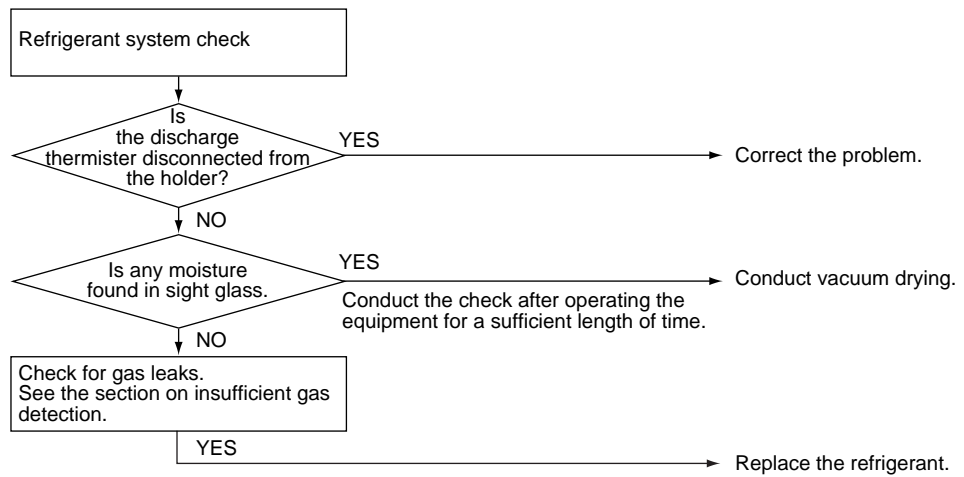 Refrigerant system check
Is
the discharge
thermister disconnected from
the holder?
YES
Correct the problem.
NO
Is any moisture
found in sight glass.
YES
Conduct the check after operating the
equipment for a sufficient length of time.
Conduct vacuum drying.
NO
Check for gas leaks.
See the section on insufficient gas
detection.
YES
Replace the refrigerant.